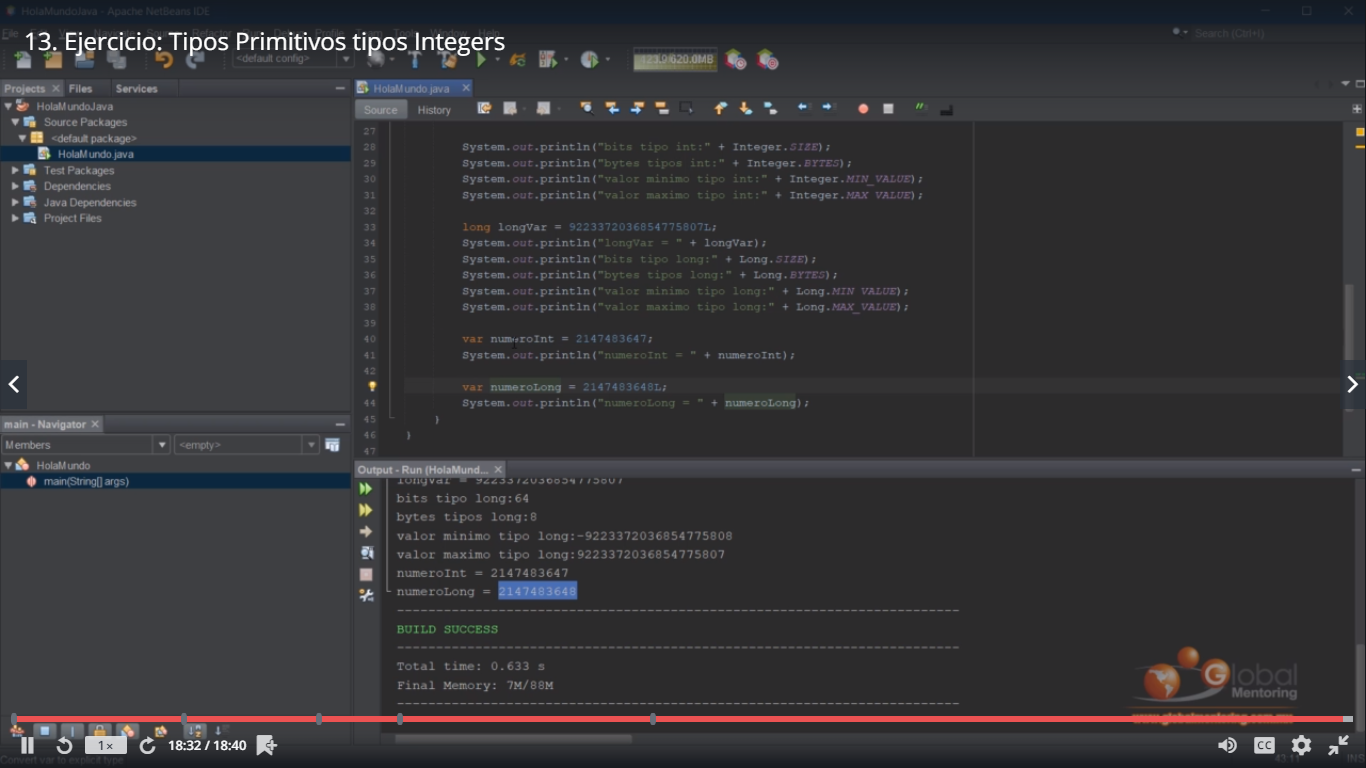 HolaMundoJava - Apache NetBeans IDE
13. Ejercicio: Tipos Primitivos tipos Integers
Search (Ctrl+I)
<default config>
123.9/620.0MB
Projects
Files
Services
HolaMundo.java
HolaMundoJava
Source Packages
<default package>
HolaMundo.java
Test Packages
Dependencies
Java Dependencies
Project Files
Source
History
27
28 System.out.println("bits tipo int:" + Integer.SIZE);
29 System.out.println("bytes tipos int:" + Integer.BYTES);
30 System.out.println("valor minimo tipo int:" + Integer.MIN_VALUE);
31 System.out.println("valor maximo tipo int:" + Integer.MAX_VALUE);
32
33 long longVar = 9223372036854775807L;
34 System.out.println("longVar = " + longVar);
35 System.out.println("bits tipo long:" + Long.SIZE);
36 System.out.println("bytes tipos long:" + Long.BYTES);
37 System.out.println("valor minimo tipo long:" + Long.MIN_VALUE);
38 System.out.println("valor maximo tipo long:" + Long.MAX_VALUE);
39
40 var numeroInt = 2147483647;
41 System.out.println("numeroInt = " + numeroInt);
42
var numeroLong = 2147483648L;
44 System.out.println("numeroLong = " + numeroLong);
45 }
46 }
47
main - Navigator
Members
<empty>
HolaMundo
main(String[] args)
Output - Run (HolaMund...
longVar = 9223372036854775807
bits tipo long:64
bytes tipos long:8
valor minimo tipo long:-9223372036854775808
valor maximo tipo long:9223372036854775807
numeroInt = 2147483647
numeroLong = 2147483648
------------------------------------------------------------------------
BUILD SUCCESS
------------------------------------------------------------------------
Total time: 0.633 s
Final Memory: 7M/88M
------------------------------------------------------------------------
Global
Mentoring
www.globalmentoring.com.mx
1×
18:32 / 18:40
CC
Convert var to explicit type
43:11
INS